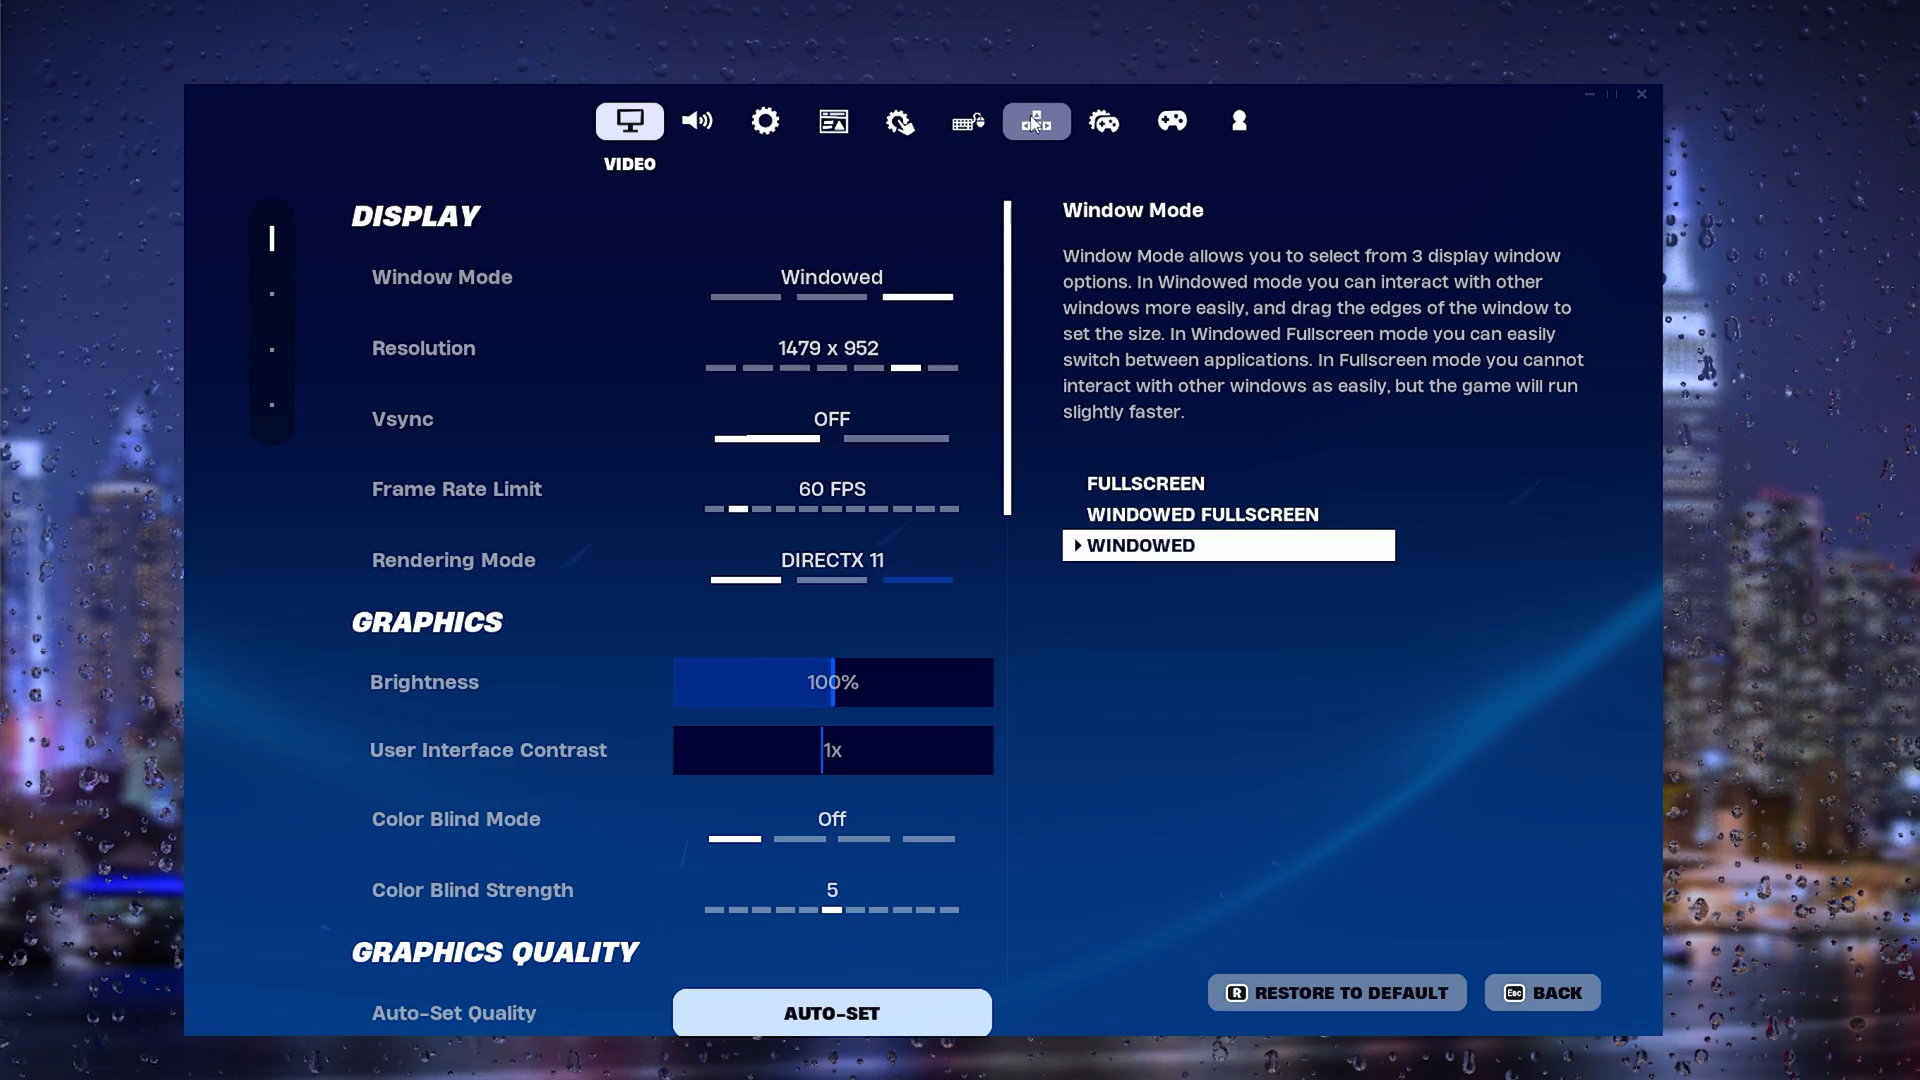 VIDEO
DISPLAY
Window Mode
Windowed
Resolution
1479 x 952
Vsync
OFF
Frame Rate Limit
60 FPS
Rendering Mode
DIRECTX 11
GRAPHICS
Brightness
100%
User Interface Contrast
1x
Color Blind Mode
Off
Color Blind Strength
5
GRAPHICS QUALITY
Auto-Set Quality
AUTO-SET
Window Mode
Window Mode allows you to select from 3 display window
options. In Windowed mode you can interact with other
windows more easily, and drag the edges of the window to
set the size. In Windowed Fullscreen mode you can easily
switch between applications. In Fullscreen mode you cannot
interact with other windows as easily, but the game will run
slightly faster.
FULLSCREEN
WINDOWED FULLSCREEN
WINDOWED
R RESTORE TO DEFAULT
Esc BACK